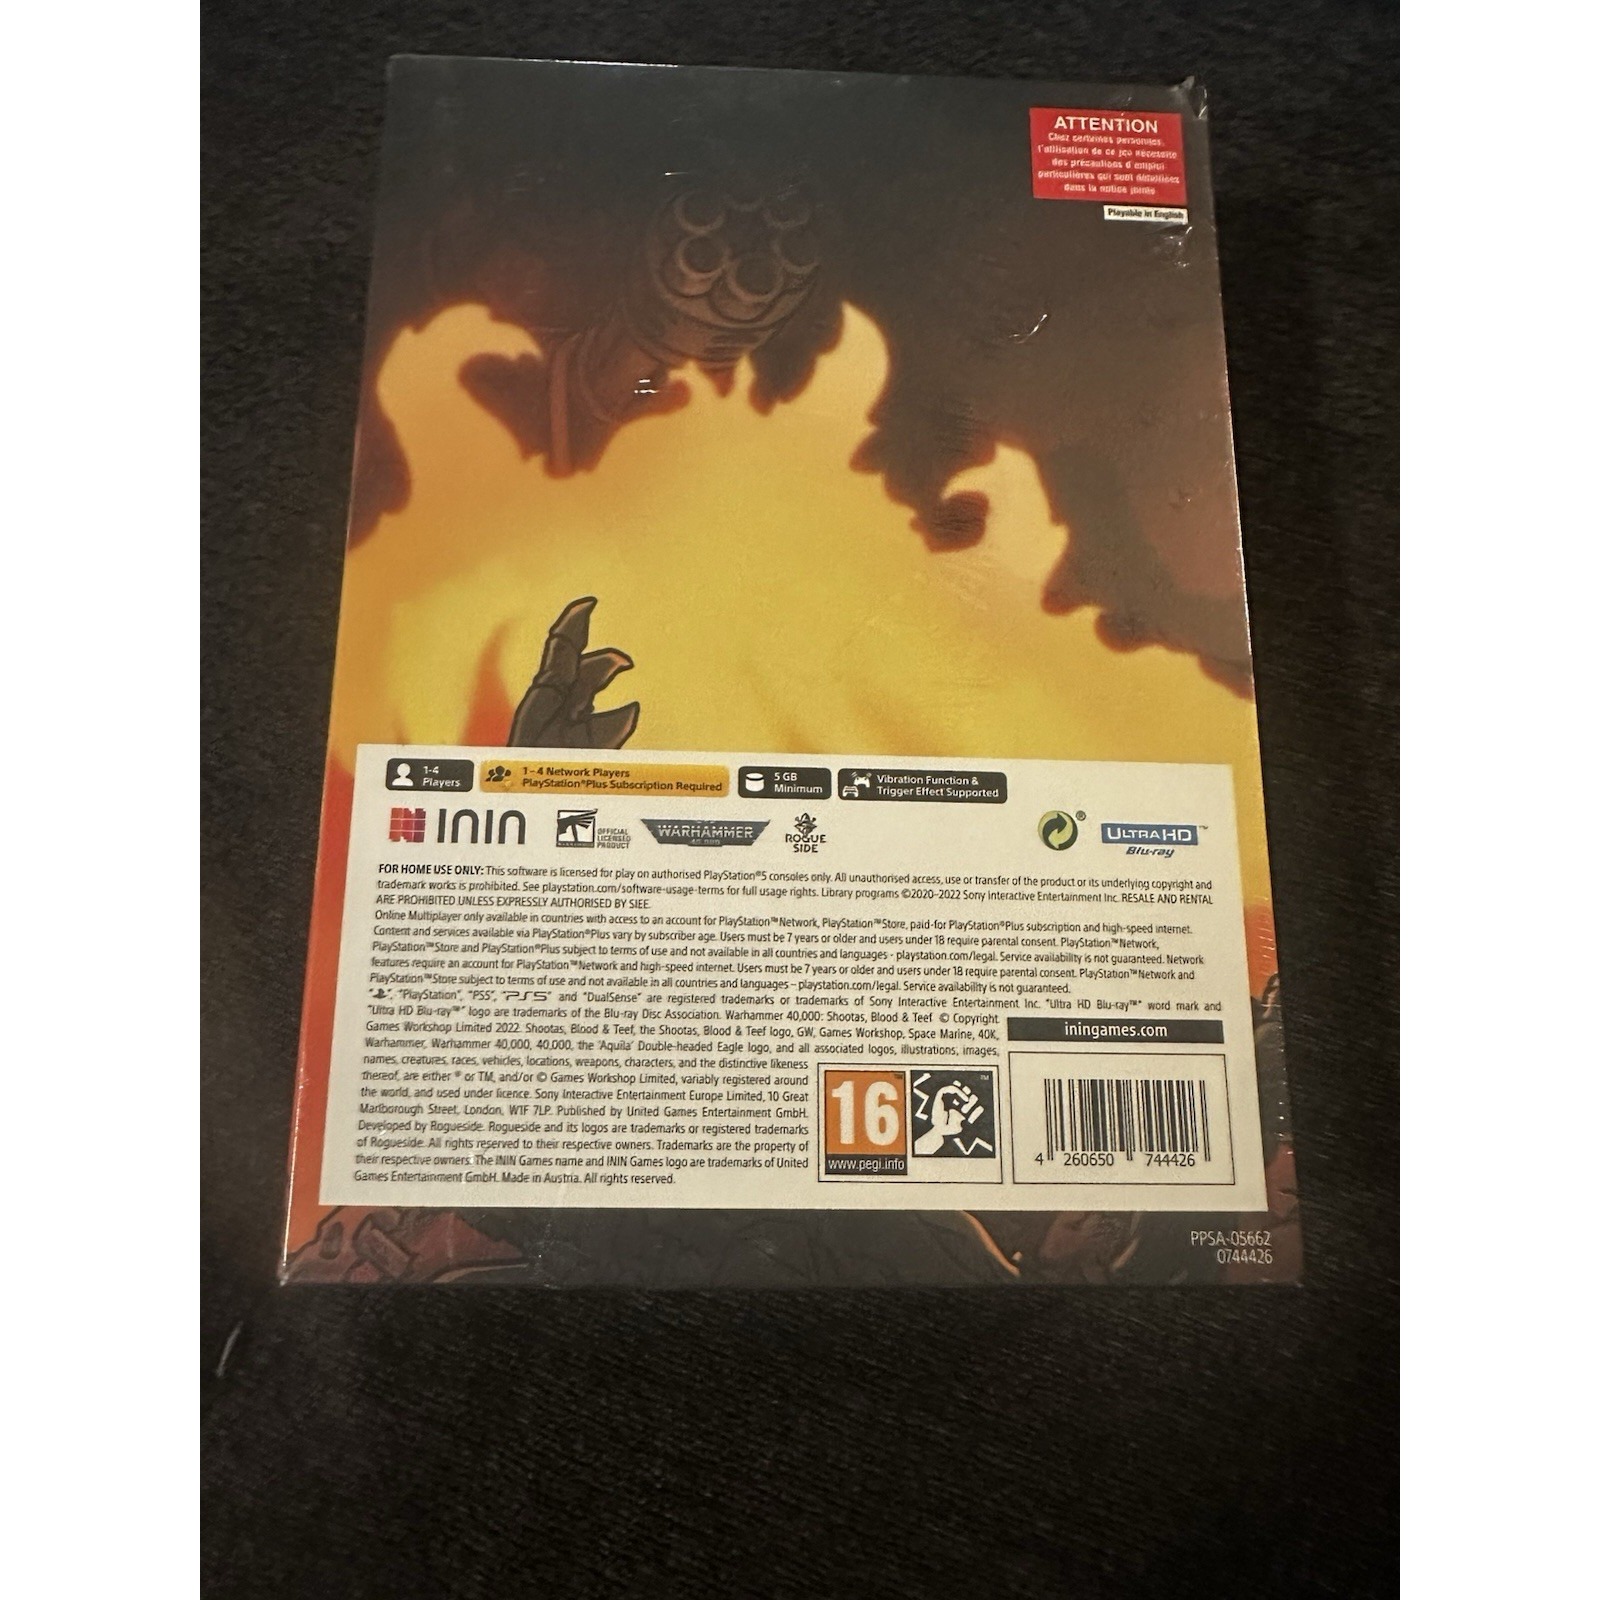 ATTENTION
Chez certaines personnes,
l'utilisation de ce jeu nécessite
des précautions d'emploi
particulières qui sont détaillées
dans la notice jointe
Playable in English
1-4
Players
1-4 Network Players
PlayStation®Plus Subscription Required
5 GB
Minimum
Vibration Function &
Trigger Effect Supported
ININ
OFFICIAL
LICENSED
PRODUCT
WARHAMMER
40,000
ROGUE
SIDE
®
ULTRA HD™
Blu-ray
FOR HOME USE ONLY: This software is licensed for play on authorised PlayStation®5 consoles only. All unauthorised access, use or transfer of the product or its underlying copyright and
trademark works is prohibited. See playstation.com/software-usage-terms for full usage rights. Library programs ©2020-2022 Sony Interactive Entertainment Inc. RESALE AND RENTAL
ARE PROHIBITED UNLESS EXPRESSLY AUTHORISED BY SIEE.
Online Multiplayer only available in countries with access to an account for PlayStation™Network, PlayStation™Store, paid-for PlayStation®Plus subscription and high-speed internet.
Content and services available via PlayStation®Plus vary by subscriber age. Users must be 7 years or older and users under 18 require parental consent. PlayStation™Network,
PlayStation™Store and PlayStation®Plus subject to terms of use and not available in all countries and languages - playstation.com/legal. Service availability is not guaranteed. Network
features require an account for PlayStation™Network and high-speed internet. Users must be 7 years or older and users under 18 require parental consent. PlayStation™Network and
PlayStation™Store subject to terms of use and not available in all countries and languages – playstation.com/legal. Service availability is not guaranteed.
"PlayStation", "PS5", "PS5" and "DualSense" are registered trademarks or trademarks of Sony Interactive Entertainment Inc. "Ultra HD Blu-ray™" word mark and
"Ultra HD Blu-ray™" logo are trademarks of the Blu-ray Disc Association. Warhammer 40,000: Shootas, Blood & Teef © Copyright
Games Workshop Limited 2022. Shootas, Blood & Teef, the Shootas, Blood & Teef logo, GW, Games Workshop, Space Marine, 40K,
Warhammer, Warhammer 40,000, 40,000, the 'Aquila' Double-headed Eagle logo, and all associated logos, illustrations, images,
names, creatures, races, vehicles, locations, weapons, characters, and the distinctive likeness
thereof, are either ® or TM, and/or © Games Workshop Limited, variably registered around
the world, and used under licence. Sony Interactive Entertainment Europe Limited, 10 Great
Marlborough Street, London, W1F 7LP. Published by United Games Entertainment GmbH.
Developed by Rogueside. Rogueside and its logos are trademarks or registered trademarks
of Rogueside. All rights reserved to their respective owners. Trademarks are the property of
their respective owners. The ININ Games name and ININ Games logo are trademarks of United
Games Entertainment GmbH. Made in Austria. All rights reserved.
iningames.com
16
www.pegi.info
™
4 260650 744426
PPSA-05662
0744426